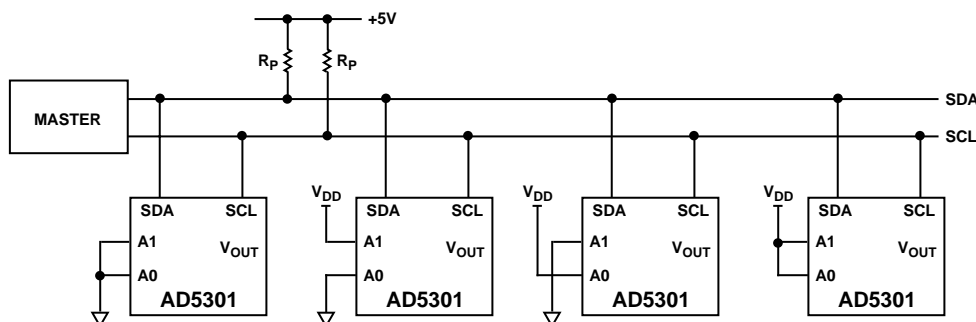 +5V
RP RP
MASTER
SDA
SCL
VDD VDD VDD
SDA SCL SDA SCL SDA SCL SDA SCL
A1 A1 A1 A1
VOUT VOUT VOUT VOUT
A0 A0 A0 A0
AD5301 AD5301 AD5301 AD5301